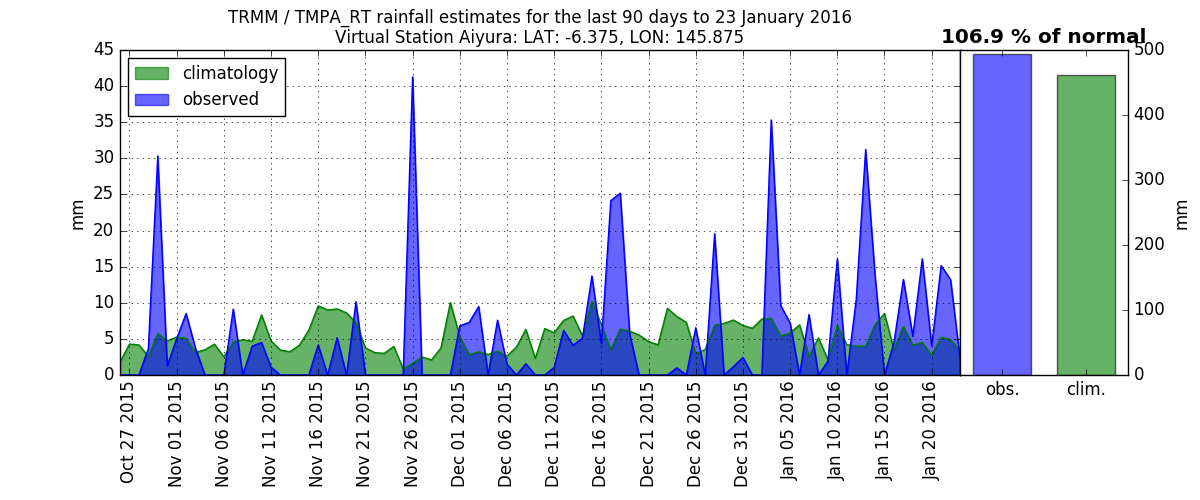 TRMM / TMPA_RT rainfall estimates for the last 90 days to 23 January 2016
Virtual Station Aiyura: LAT: -6.375, LON: 145.875
106.9 % of normal
climatology
observed
45
40
35
30
25
20
15
10
5
0
mm
Oct 27 2015
Nov 01 2015
Nov 06 2015
Nov 11 2015
Nov 16 2015
Nov 21 2015
Nov 26 2015
Dec 01 2015
Dec 06 2015
Dec 11 2015
Dec 16 2015
Dec 21 2015
Dec 26 2015
Dec 31 2015
Jan 05 2016
Jan 10 2016
Jan 15 2016
Jan 20 2016
obs.
clim.
500
400
300
200
100
0
mm